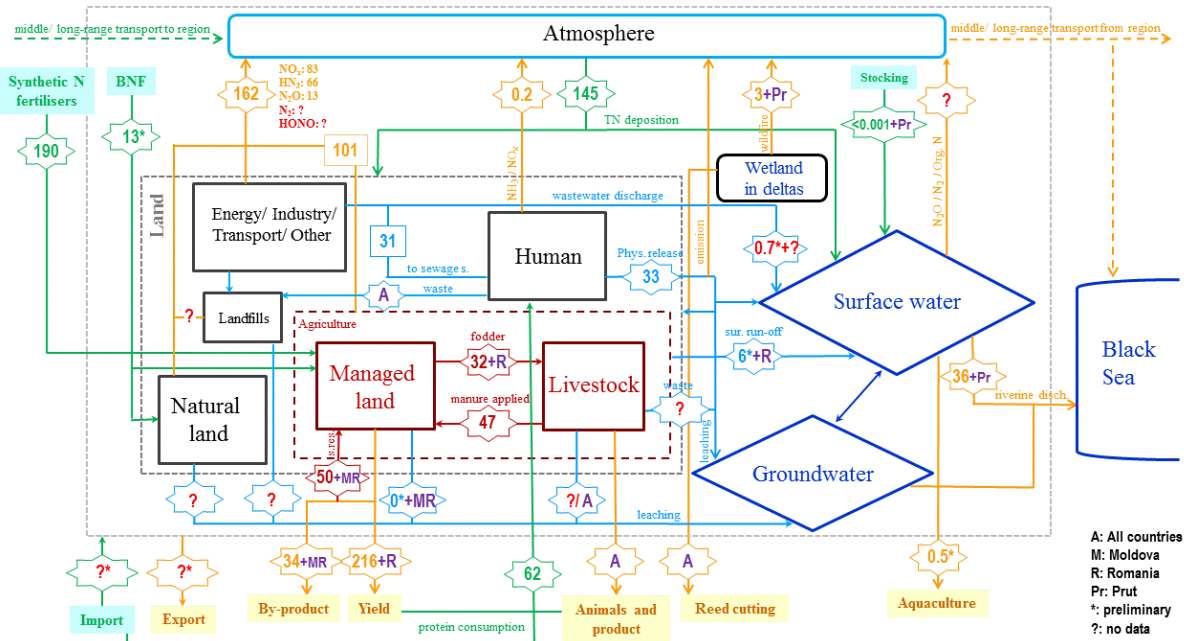 middle/ long-range transport to region
Atmosphere
middle/ long-range transport from region
Synthetic N
fertilisers
BNF
NOx: 83
HN3: 66
N2O: 13
N2: ?
HONO: ?
162
0.2
145
3+Pr
Stocking
?
190
13*
<0.001+Pr
TN deposition
101
wildfire
Land
NH3 / NOx
Wetland
in deltas
N2O / N2 / Org. N
Energy/ Industry/
Transport/ Other
wastewater discharge
31
Human
emission
0.7*+?
Phys. release
33
to sewage s.
A
waste
Surface water
Landfills
?
Agriculture
fodder
sur. run-off
32+R
6*+R
Managed
land
Livestock
36+Pr
Black
Sea
waste
?
riverine disch.
manure applied
47
Natural
land
s.res
leaching
Groundwater
50+MR
?
?
0*+MR
?/ A
leaching
A: All countries
M: Moldova
R: Romania
Pr: Prut
*: preliminary
?: no data
?*
?*
34+MR
216+R
62
A
A
0.5*
Import
Export
By-product
Yield
Animals and
product
Reed cutting
Aquaculture
protein consumption